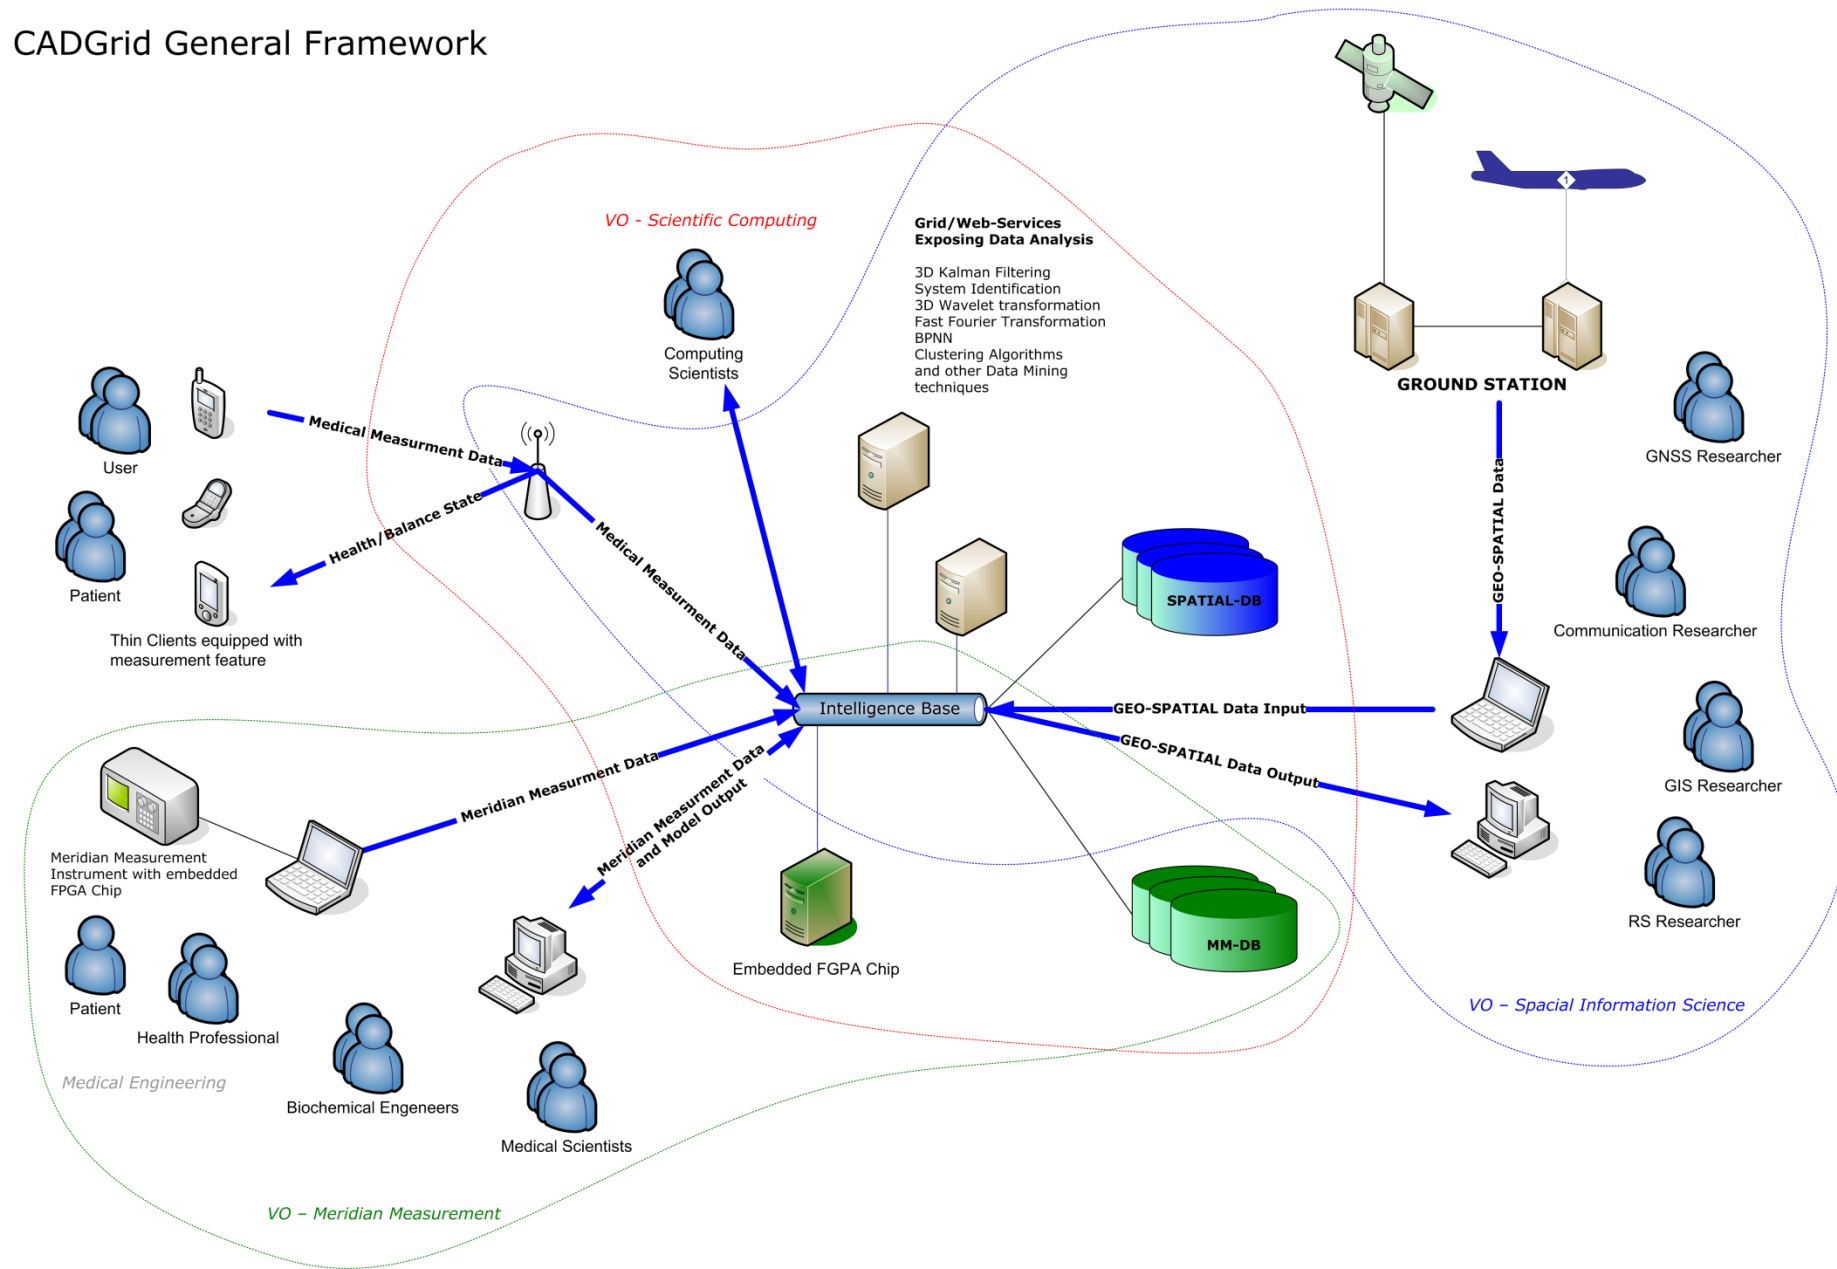 CADGrid General Framework
VO - Scientific Computing
Grid/Web-Services
Exposing Data Analysis
3D Kalman Filtering
System Identification
3D Wavelet transformation
Fast Fourier Transformation
BPNN
Clustering Algorithms
and other Data Mining
techniques
1
Computing
Scientists
GROUND STATION
GNSS Researcher
User
Medical Measurment Data
Health/Balance State
Medical Measurment Data
GEO-SPATIAL Data
Patient
Thin Clients equipped with
measurement feature
SPATIAL-DB
Communication Researcher
Intelligence Base
GEO-SPATIAL Data Input
GEO-SPATIAL Data Output
GIS Researcher
Meridian Measurment Data
Meridian Measurment Data
and Model Output
Meridian Measurement
Instrument with embedded
FPGA Chip
RS Researcher
MM-DB
Embedded FGPA Chip
Patient
Health Professional
VO – Spacial Information Science
Medical Engineering
Biochemical Engeneers
Medical Scientists
VO – Meridian Measurement